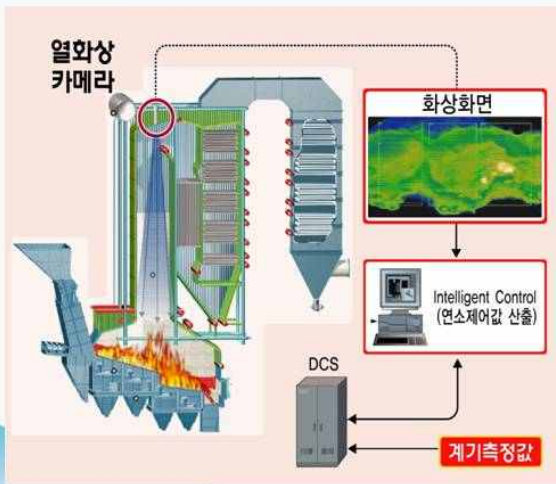 열화상
카메라
화상화면
Intelligent Control
(연소제어값 산출)
DCS
계기측정값